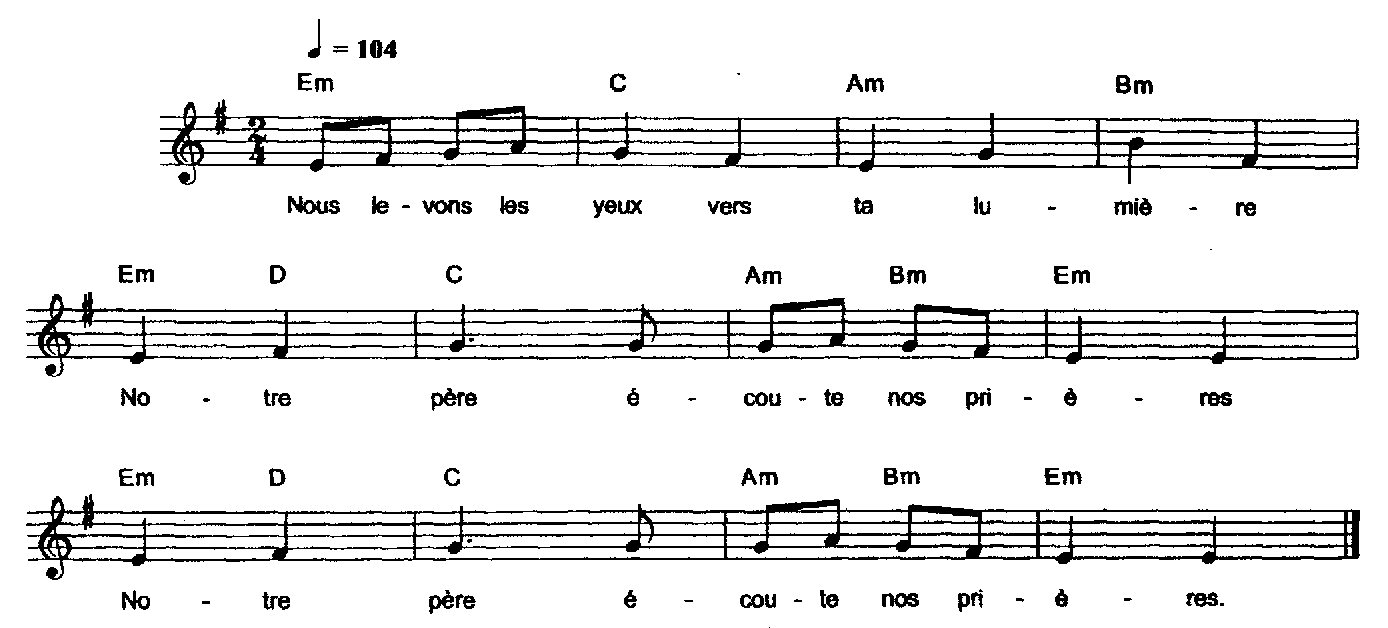 ♩ = 104
Em C Am Bm
2/4
Nous le - vons les yeux vers ta lu - miè - re
Em D C Am Bm Em
No - tre père é - cou - te nos pri - è - res
Em D C Am Bm Em
No - tre père é - cou - te nos pri - è - res.